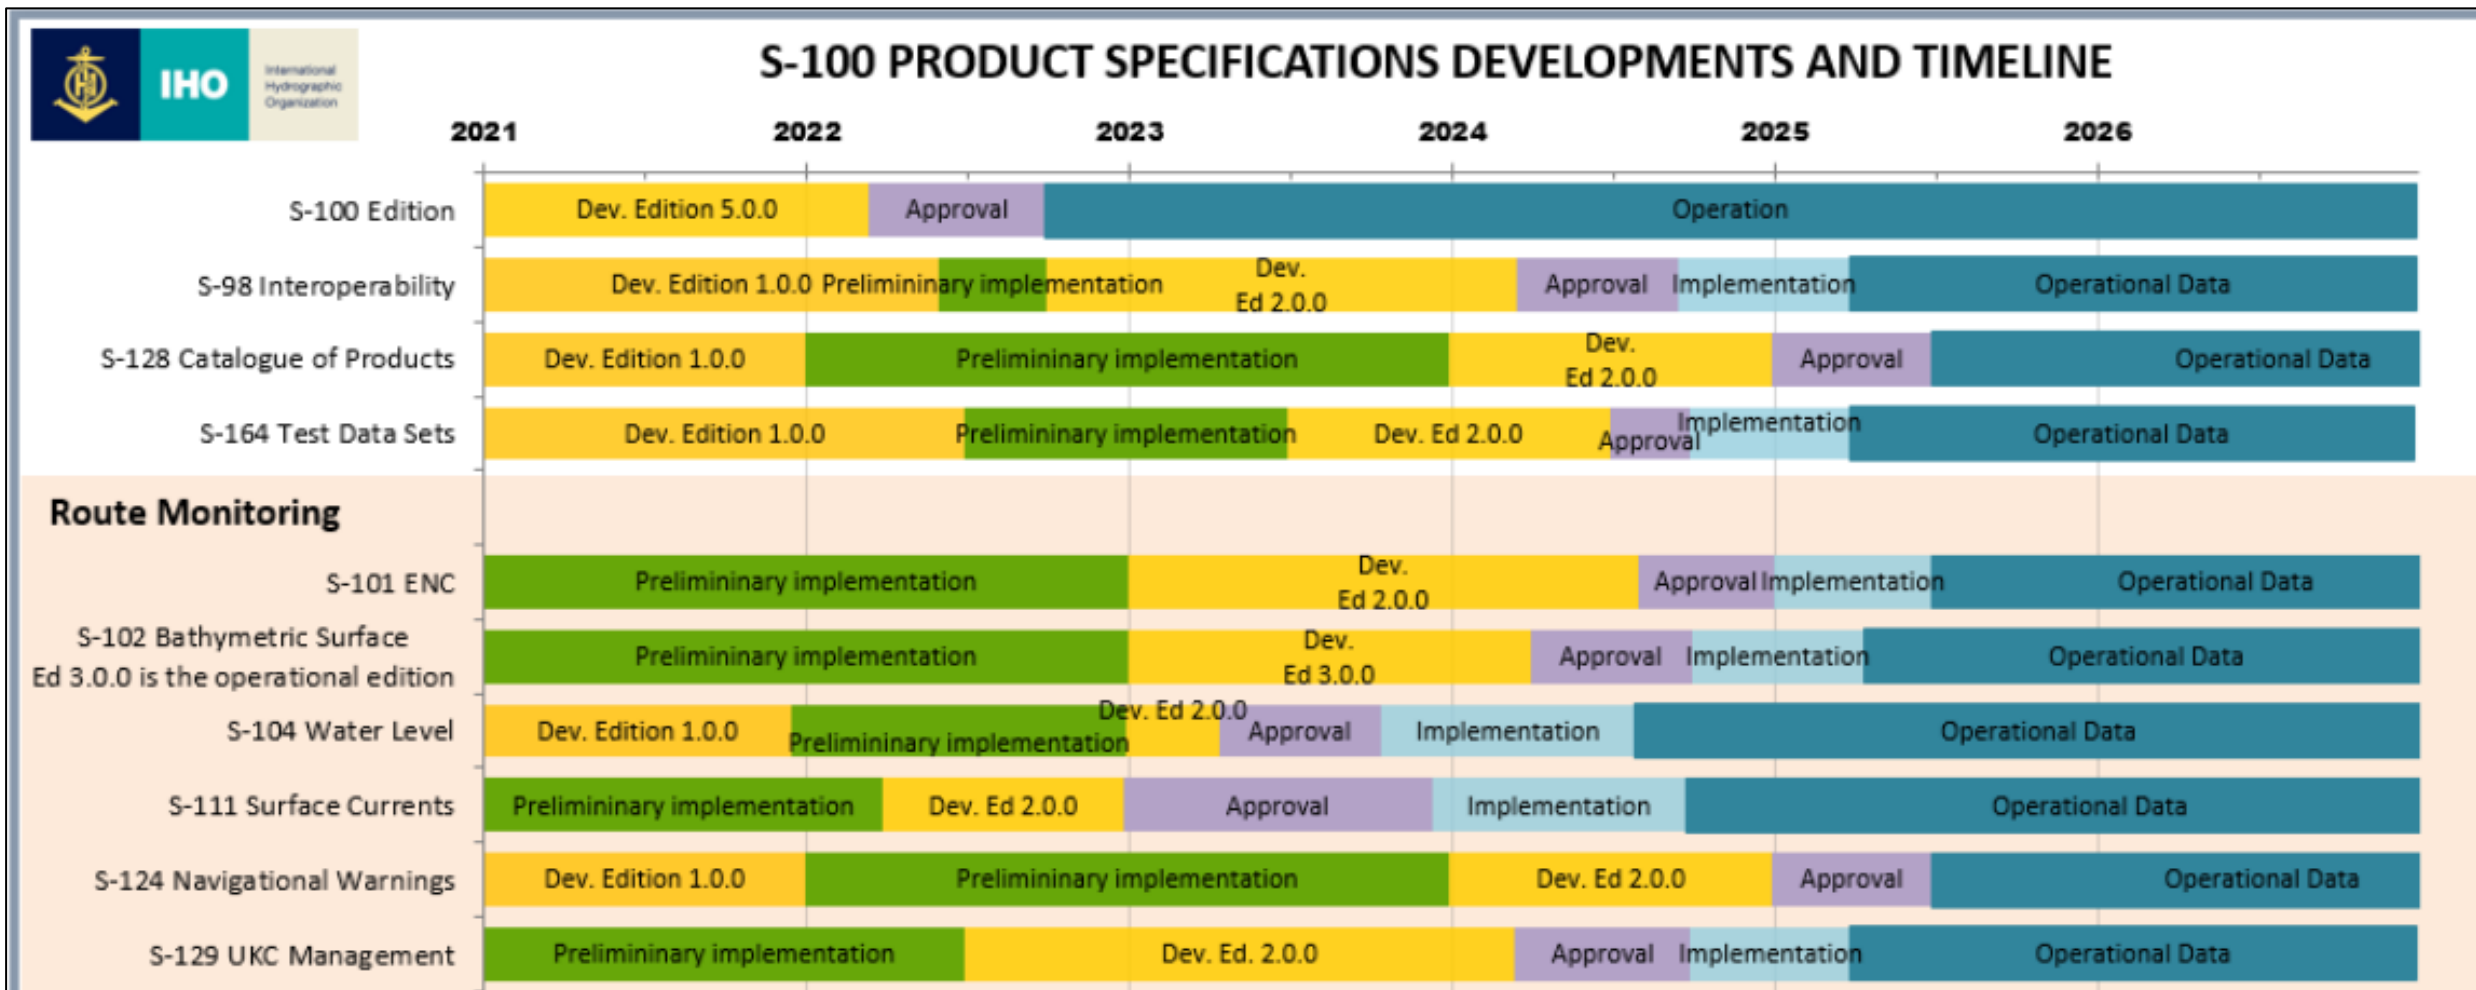 IHO
International
Hydrographic
Organization
S-100 PRODUCT SPECIFICATIONS DEVELOPMENTS AND TIMELINE
2021 2022 2023 2024 2025 2026
S-100 Edition Dev. Edition 5.0.0 Approval Operation
S-98 Interoperability Dev. Edition 1.0.0 Prelimininary implementation Dev. Ed 2.0.0 Approval Implementation Operational Data
S-128 Catalogue of Products Dev. Edition 1.0.0 Prelimininary implementation Dev. Ed 2.0.0 Approval Operational Data
S-164 Test Data Sets Dev. Edition 1.0.0 Prelimininary implementation Dev. Ed 2.0.0 Approval Implementation Operational Data
Route Monitoring
S-101 ENC Prelimininary implementation Dev. Ed 2.0.0 Approval Implementation Operational Data
S-102 Bathymetric Surface
Ed 3.0.0 is the operational edition Prelimininary implementation Dev. Ed 3.0.0 Approval Implementation Operational Data
S-104 Water Level Dev. Edition 1.0.0 Prelimininary implementation Dev. Ed 2.0.0 Approval Implementation Operational Data
S-111 Surface Currents Prelimininary implementation Dev. Ed 2.0.0 Approval Implementation Operational Data
S-124 Navigational Warnings Dev. Edition 1.0.0 Prelimininary implementation Dev. Ed 2.0.0 Approval Operational Data
S-129 UKC Management Prelimininary implementation Dev. Ed. 2.0.0 Approval Implementation Operational Data